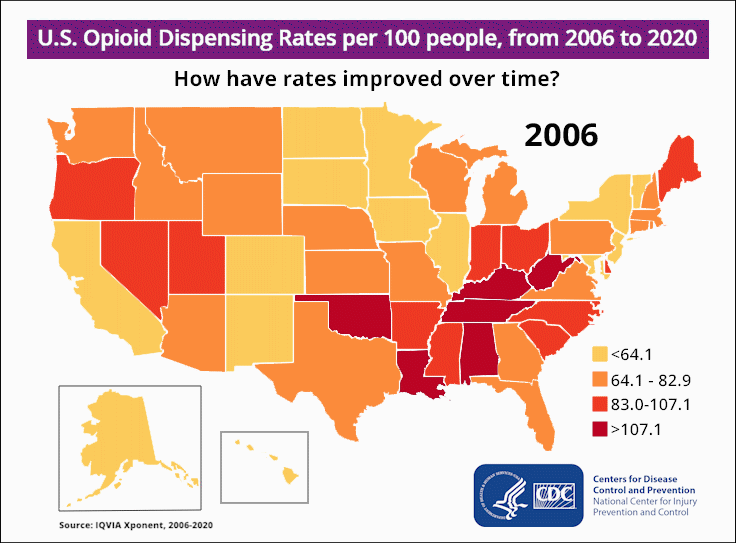 U.S. Opioid Dispensing Rates per 100 people, from 2006 to 2020
How have rates improved over time?
2006
<64.1
64.1 - 82.9
83.0-107.1
>107.1
CDC
Centers for Disease
Control and Prevention
National Center for Injury
Prevention and Control
Source: IQVIA Xponent, 2006-2020